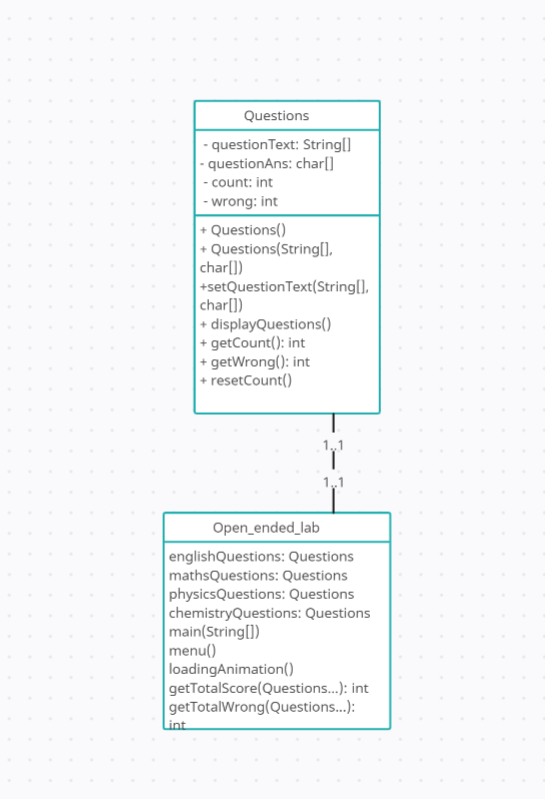 Questions
- questionText: String[]
- questionAns: char[]
- count: int
- wrong: int
+ Questions()
+ Questions(String[],
char[])
+setQuestionText(String[],
char[])
+ displayQuestions()
+ getCount(): int
+ getWrong(): int
+ resetCount()
1..1
1..1
Open_ended_lab
englishQuestions: Questions
mathsQuestions: Questions
physicsQuestions: Questions
chemistryQuestions: Questions
main(String[])
menu()
loadingAnimation()
getTotalScore(Questions...): int
getTotalWrong(Questions...):
int